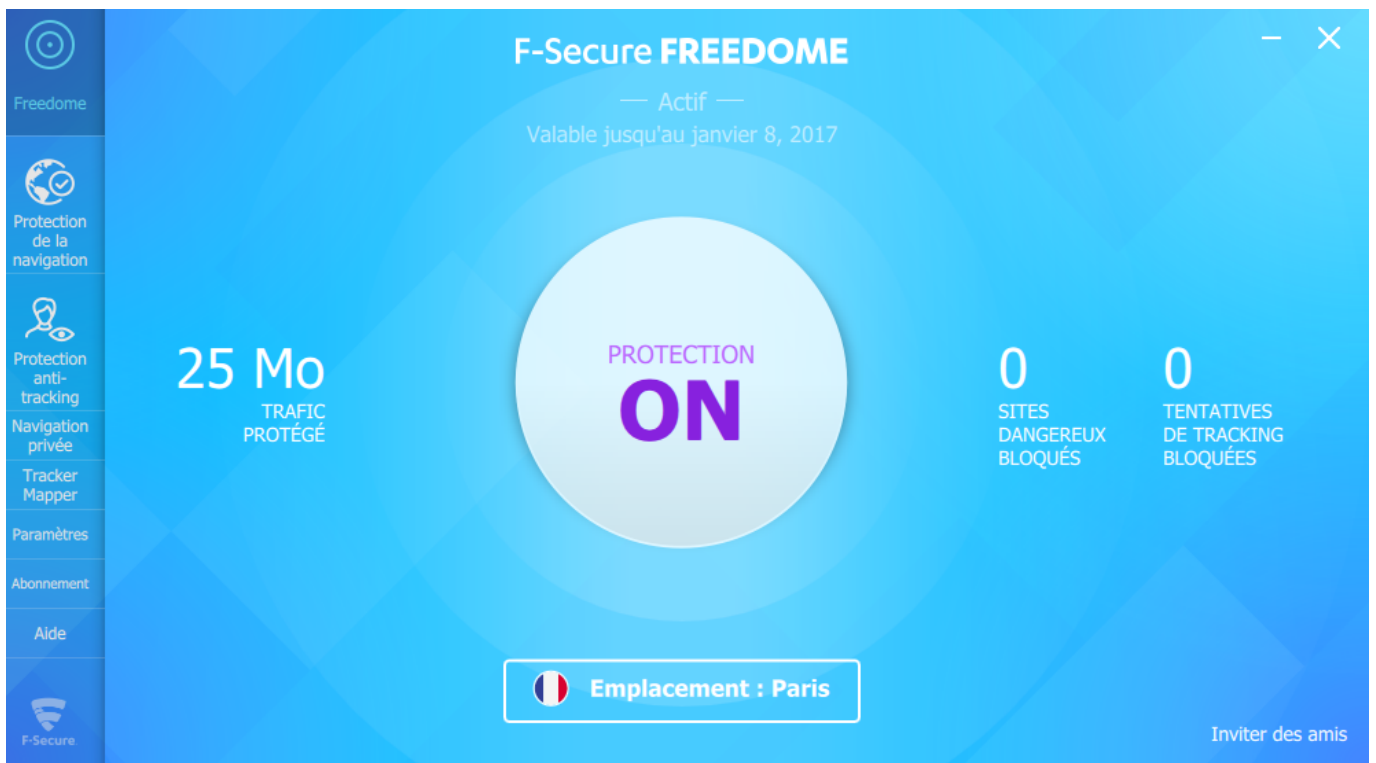 Freedome
Protection
de la
navigation
Protection
anti-
tracking
Navigation
privée
Tracker
Mapper
Paramètres
Abonnement
Aide
F-Secure
F-Secure FREEDOME
— Actif —
Valable jusqu'au janvier 8, 2017
25 Mo
TRAFIC
PROTÉGÉ
PROTECTION
ON
0
SITES
DANGEREUX
BLOQUÉS
0
TENTATIVES
DE TRACKING
BLOQUÉES
Emplacement : Paris
Inviter des amis